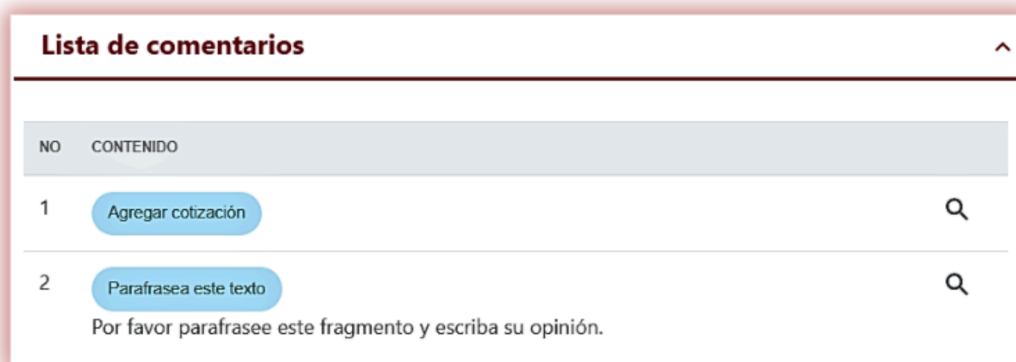 Lista de comentarios
NO CONTENIDO
1 Agregar cotización
2 Parafrasea este texto
Por favor parafrasee este fragmento y escriba su opinión.